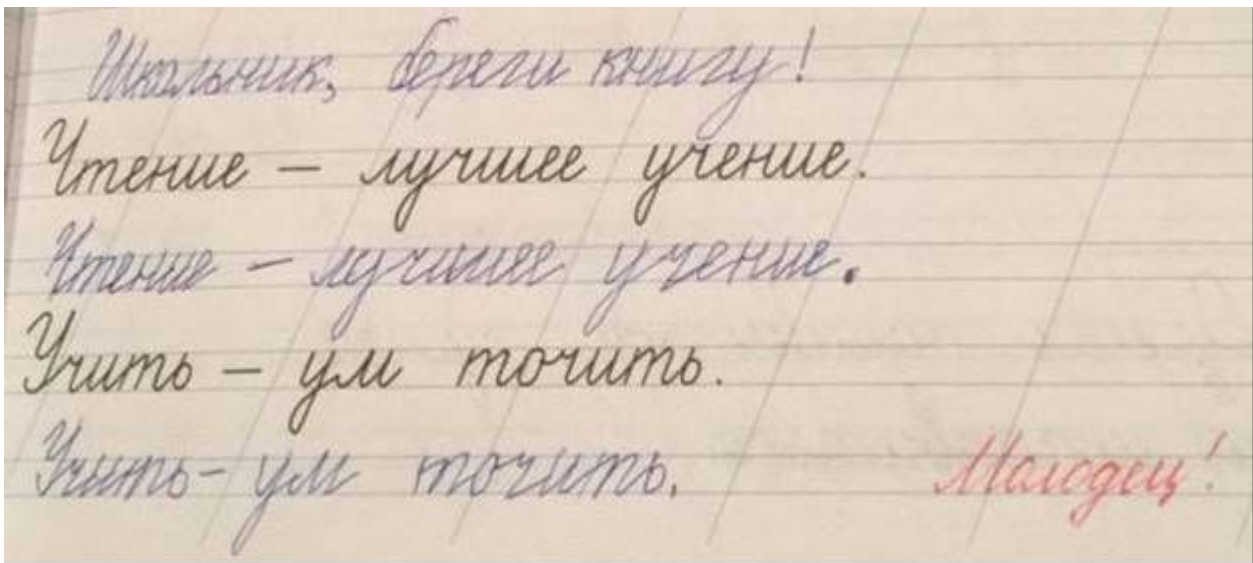 Школьник, береги книгу!
Чтение – лучшее учение.
Чтение – лучшее учение.
Учить – ум точить.
Учить – ум точить. Молодец!